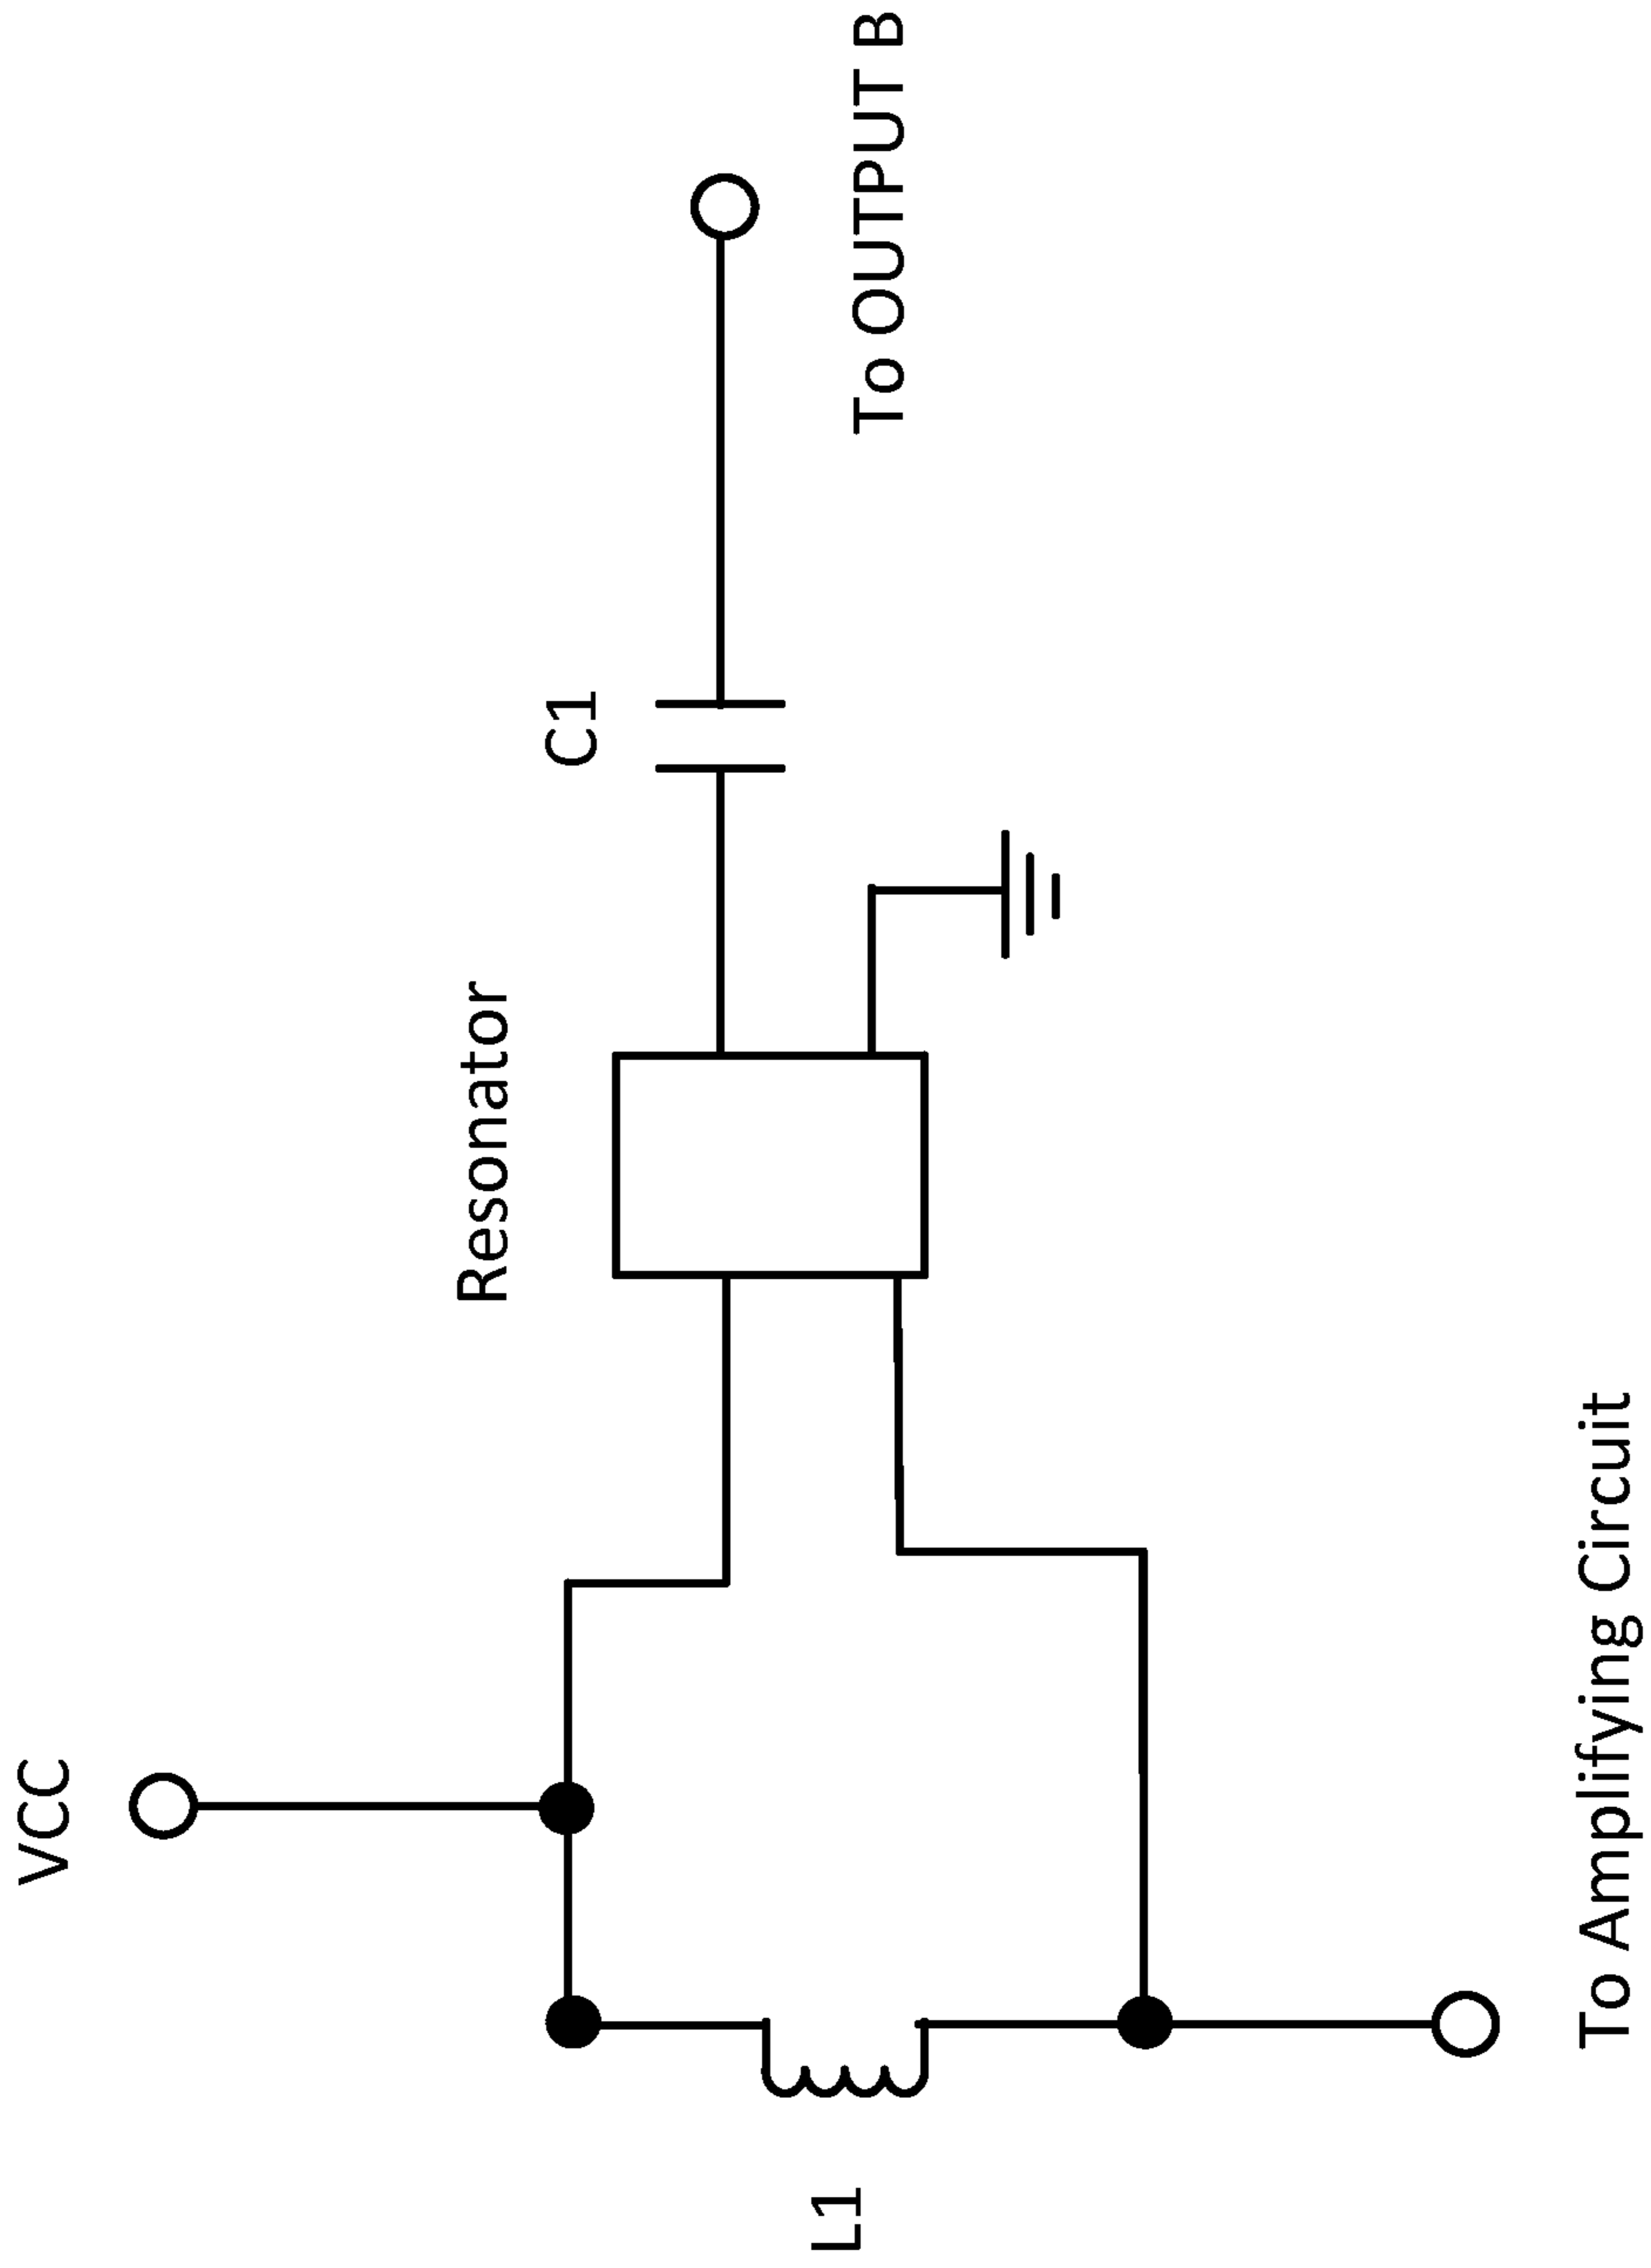 L1
VCC
To Amplifying Circuit
Resonator
C1
To OUTPUT B